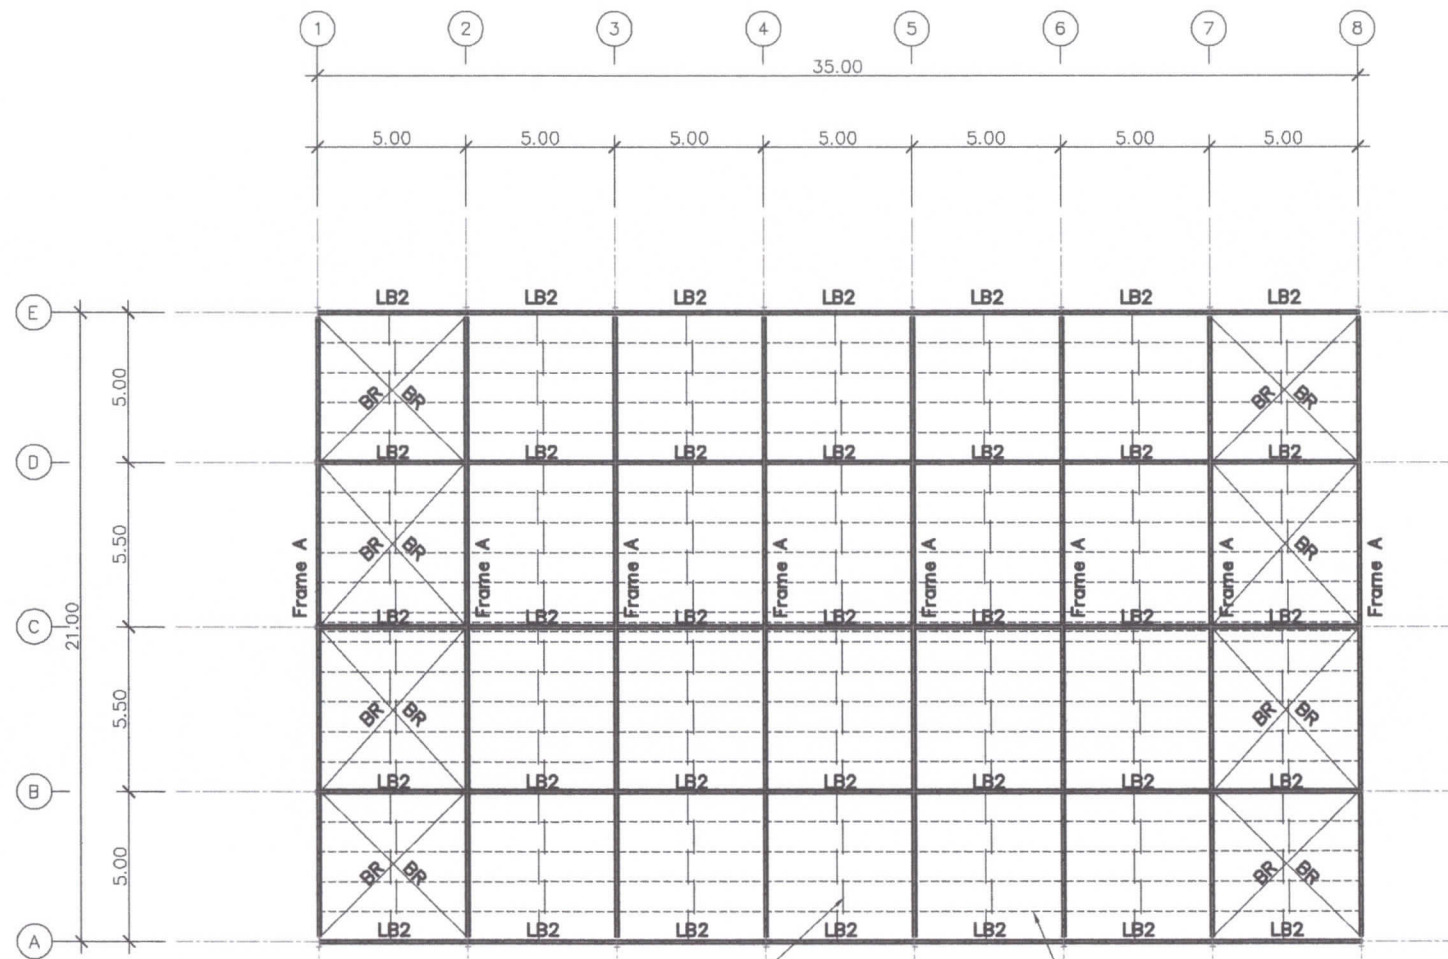 1 2 3 4 5 6 7 8
35.00
5.00 5.00 5.00 5.00 5.00 5.00 5.00
LB2 LB2 LB2 LB2 LB2 LB2 LB2
E
5.00
BR BR BR BR
LB2 LB2 LB2 LB2 LB2 LB2 LB2
D
5.50
BR BR BR
Frame A Frame A Frame A Frame A Frame A Frame A Frame A Frame A
LB2 LB2 LB2 LB2 LB2 LB2 LB2
C
21.00
5.50
BR BR BR BR
LB2 LB2 LB2 LB2 LB2 LB2 LB2
B
5.00
BR BR BR BR
LB2 LB2 LB2 LB2 LB2 LB2 LB2
A